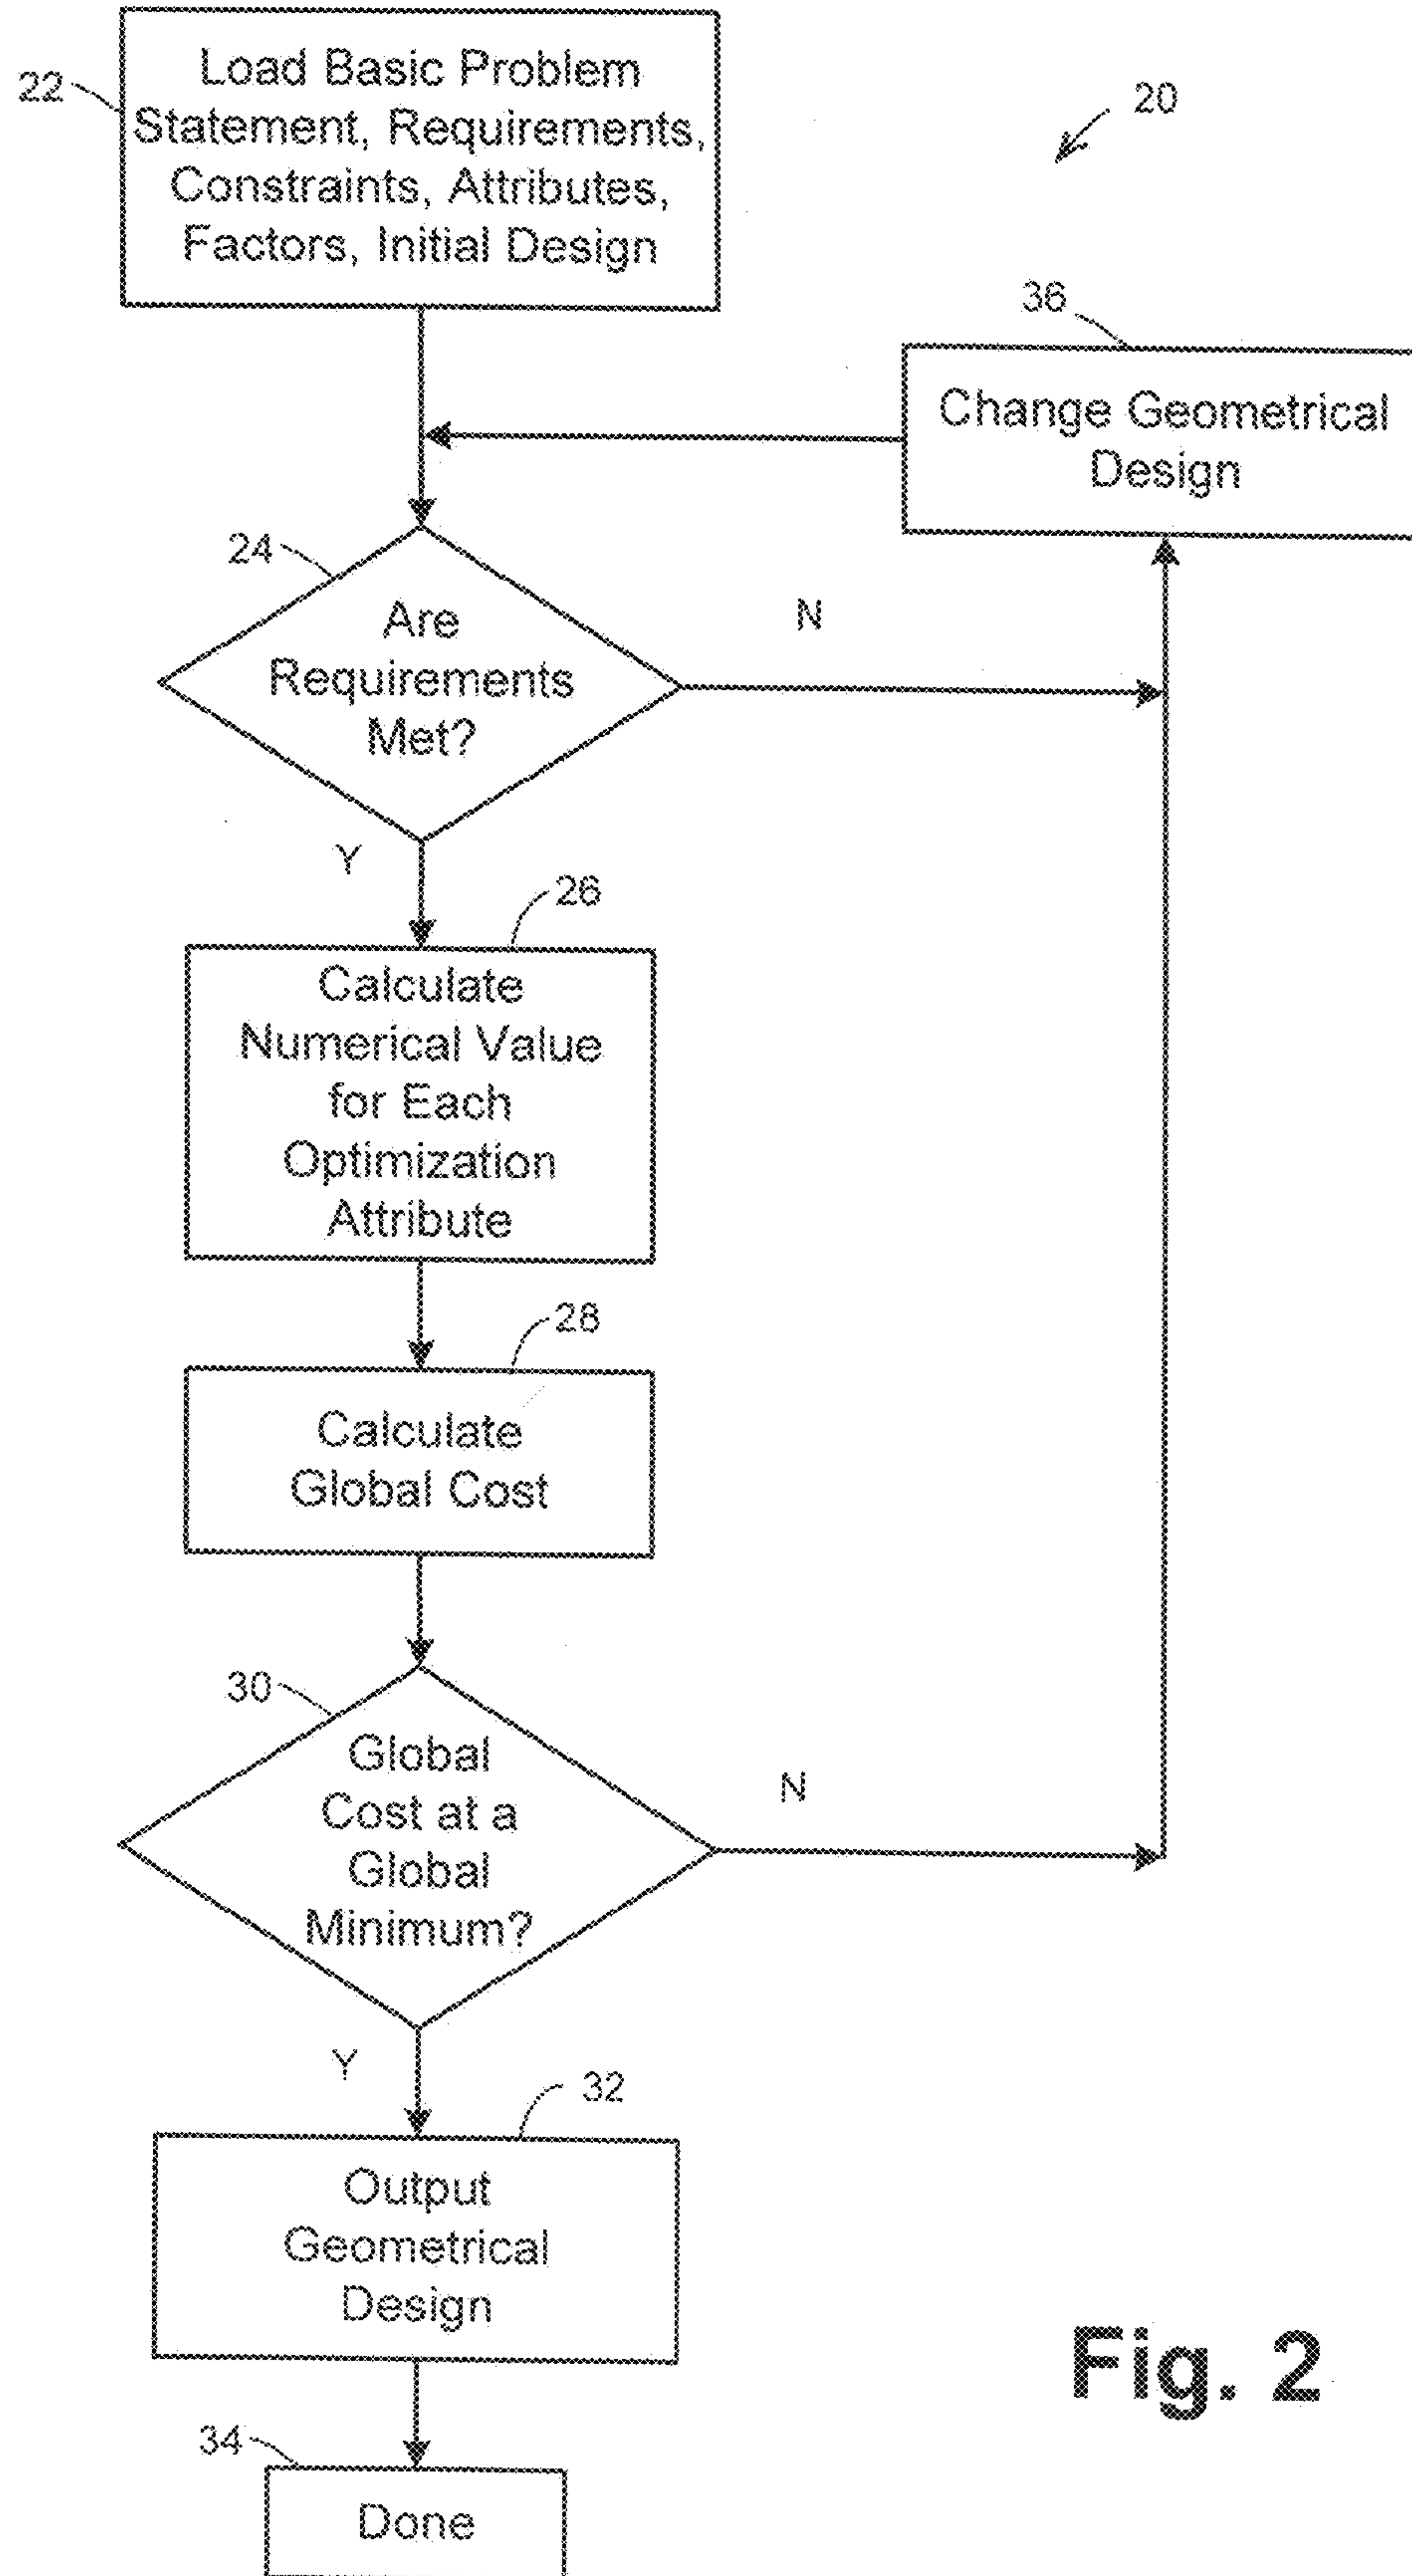 22
Load Basic Problem
Statement, Requirements,
Constraints, Attributes,
Factors, Initial Design
20
36
Change Geometrical
Design
24
Are
Requirements
Met?
N
Y
26
Calculate
Numerical Value
for Each
Optimization
Attribute
28
Calculate
Global Cost
30
Global
Cost at a
Global
Minimum?
N
Y
32
Output
Geometrical
Design
34
Done
Fig. 2